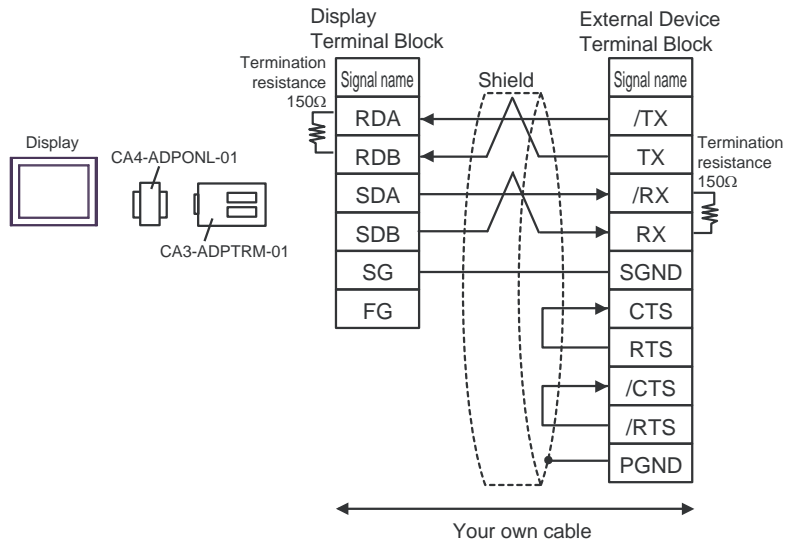 Display
Terminal Block
External Device
Terminal Block
Termination
resistance
150Ω
Signal name
Shield
Signal name
RDA
/TX
Display
CA4-ADPONL-01
RDB
TX
Termination
resistance
150Ω
SDA
/RX
CA3-ADPTRM-01
SDB
RX
SG
SGND
FG
CTS
RTS
/CTS
/RTS
PGND
Your own cable